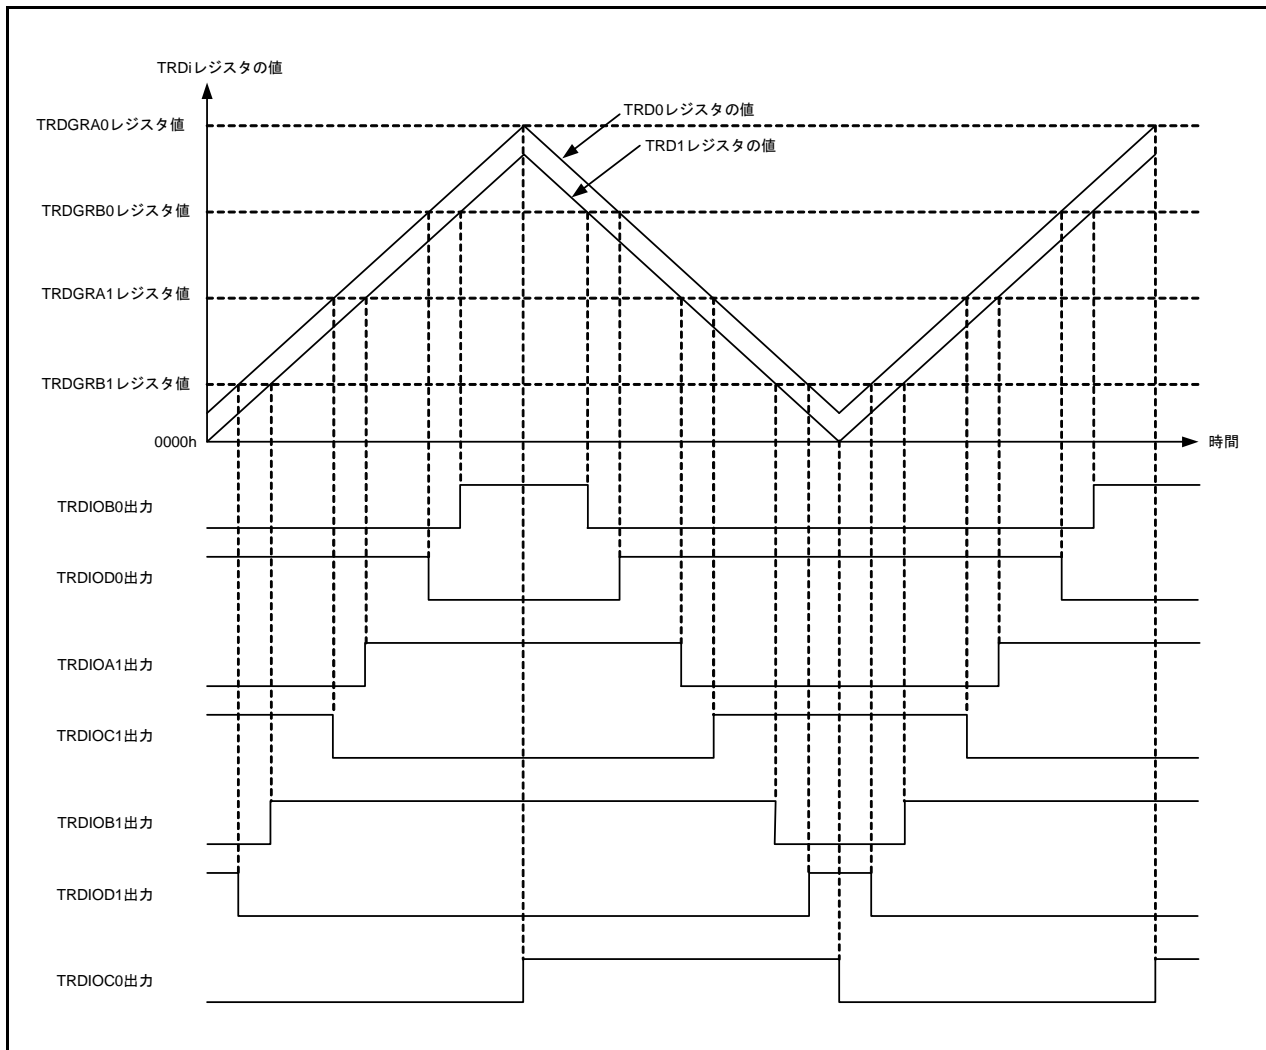 TRDiレジスタの値
TRDGRA0レジスタ値
TRD0レジスタの値
TRD1レジスタの値
TRDGRB0レジスタ値
TRDGRA1レジスタ値
TRDGRB1レジスタ値
0000h
時間
TRDIOB0出力
TRDIOD0出力
TRDIOA1出力
TRDIOC1出力
TRDIOB1出力
TRDIOD1出力
TRDIOC0出力